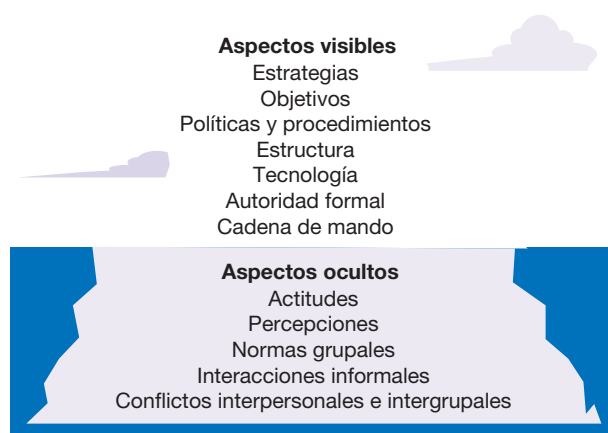 Aspectos visibles
Estrategias
Objetivos
Políticas y procedimientos
Estructura
Tecnología
Autoridad formal
Cadena de mando
Aspectos ocultos
Actitudes
Percepciones
Normas grupales
Interacciones informales
Conflictos interpersonales e intergrupales